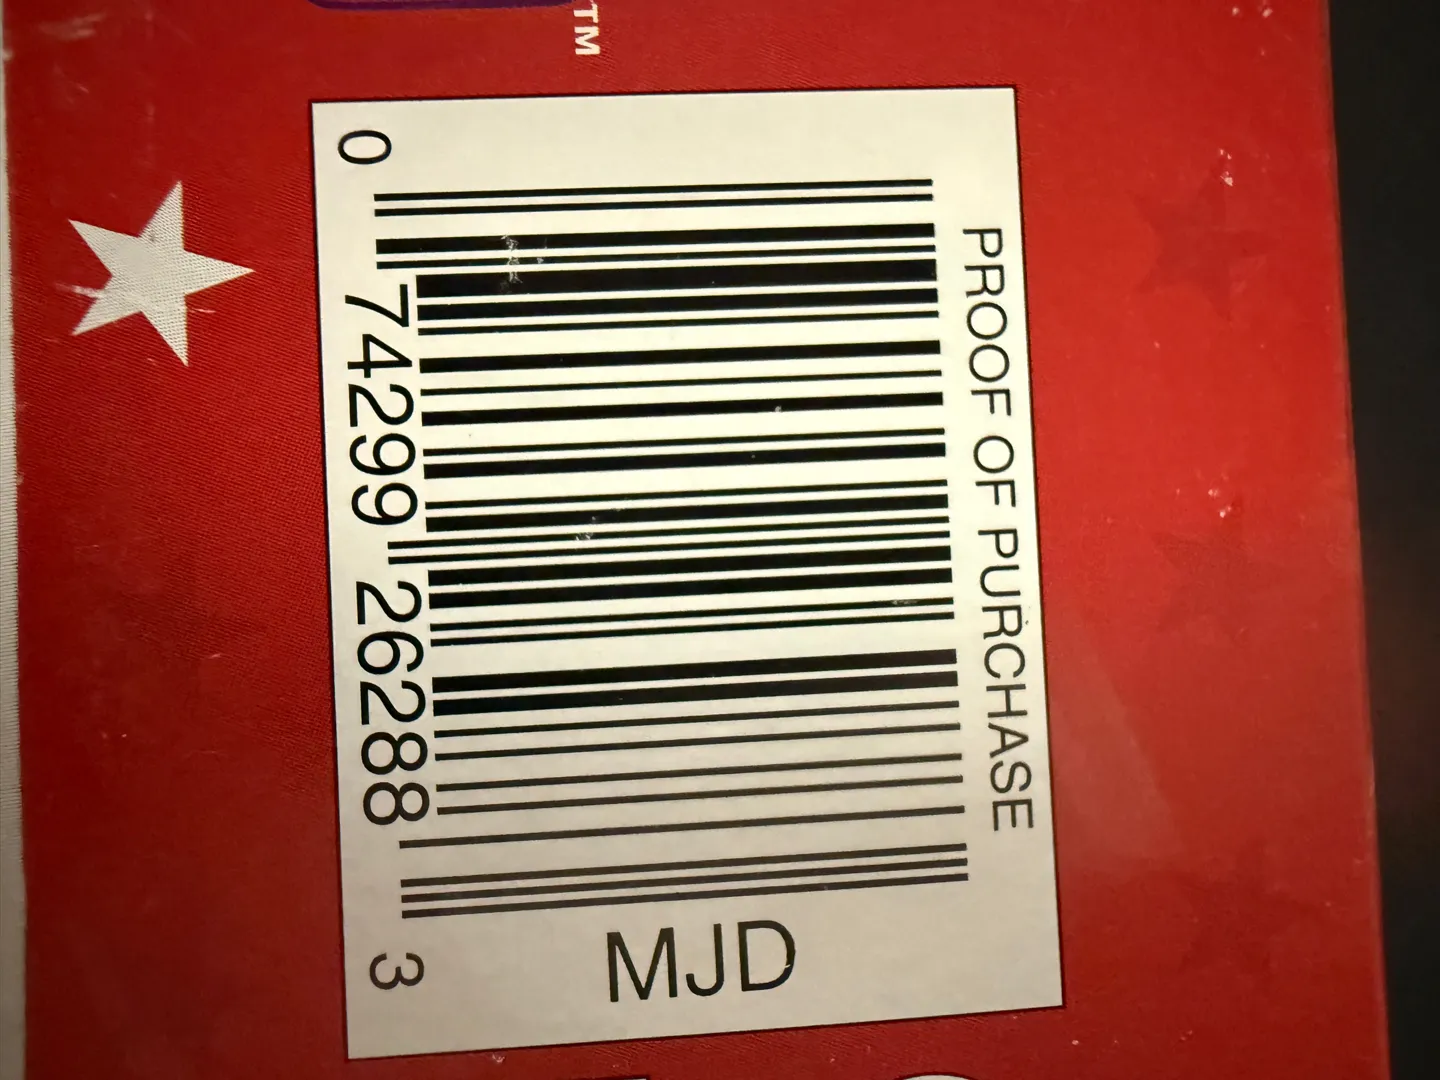 TM
PROOF OF PURCHASE
0 74299 26288 3
MJD